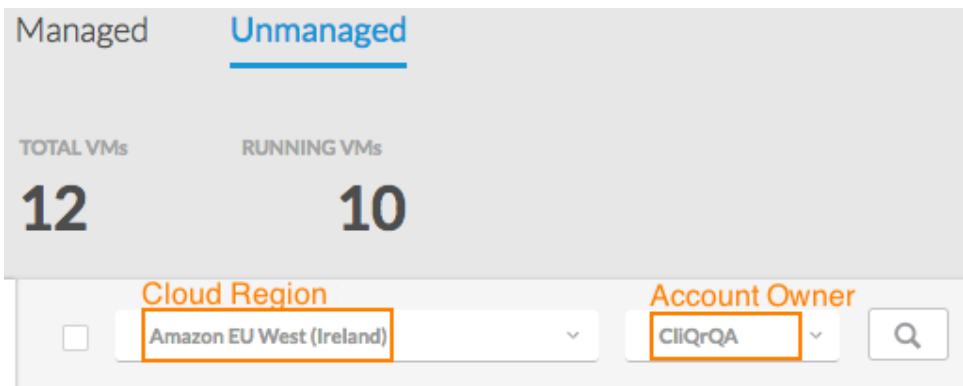 Managed Unmanaged
TOTAL VMs RUNNING VMs
12 10
Cloud Region Account Owner
Amazon EU West (Ireland) CliQrQA